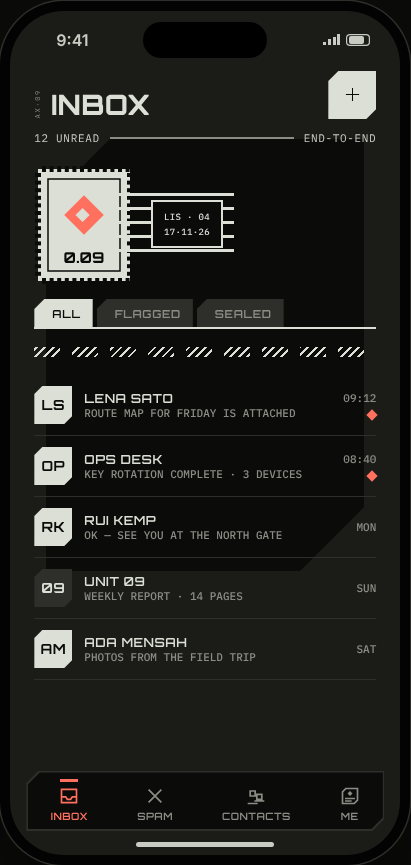 9:41
AX·09
INBOX
12 UNREAD
END-TO-END
0.09
LIS · 04
17·11·26
ALL
FLAGGED
SEALED
LS
LENA SATO
09:12
ROUTE MAP FOR FRIDAY IS ATTACHED
OP
OPS DESK
08:40
KEY ROTATION COMPLETE · 3 DEVICES
RK
RUI KEMP
MON
OK — SEE YOU AT THE NORTH GATE
09
UNIT 09
SUN
WEEKLY REPORT · 14 PAGES
AM
ADA MENSAH
SAT
PHOTOS FROM THE FIELD TRIP
INBOX
SPAM
CONTACTS
ME